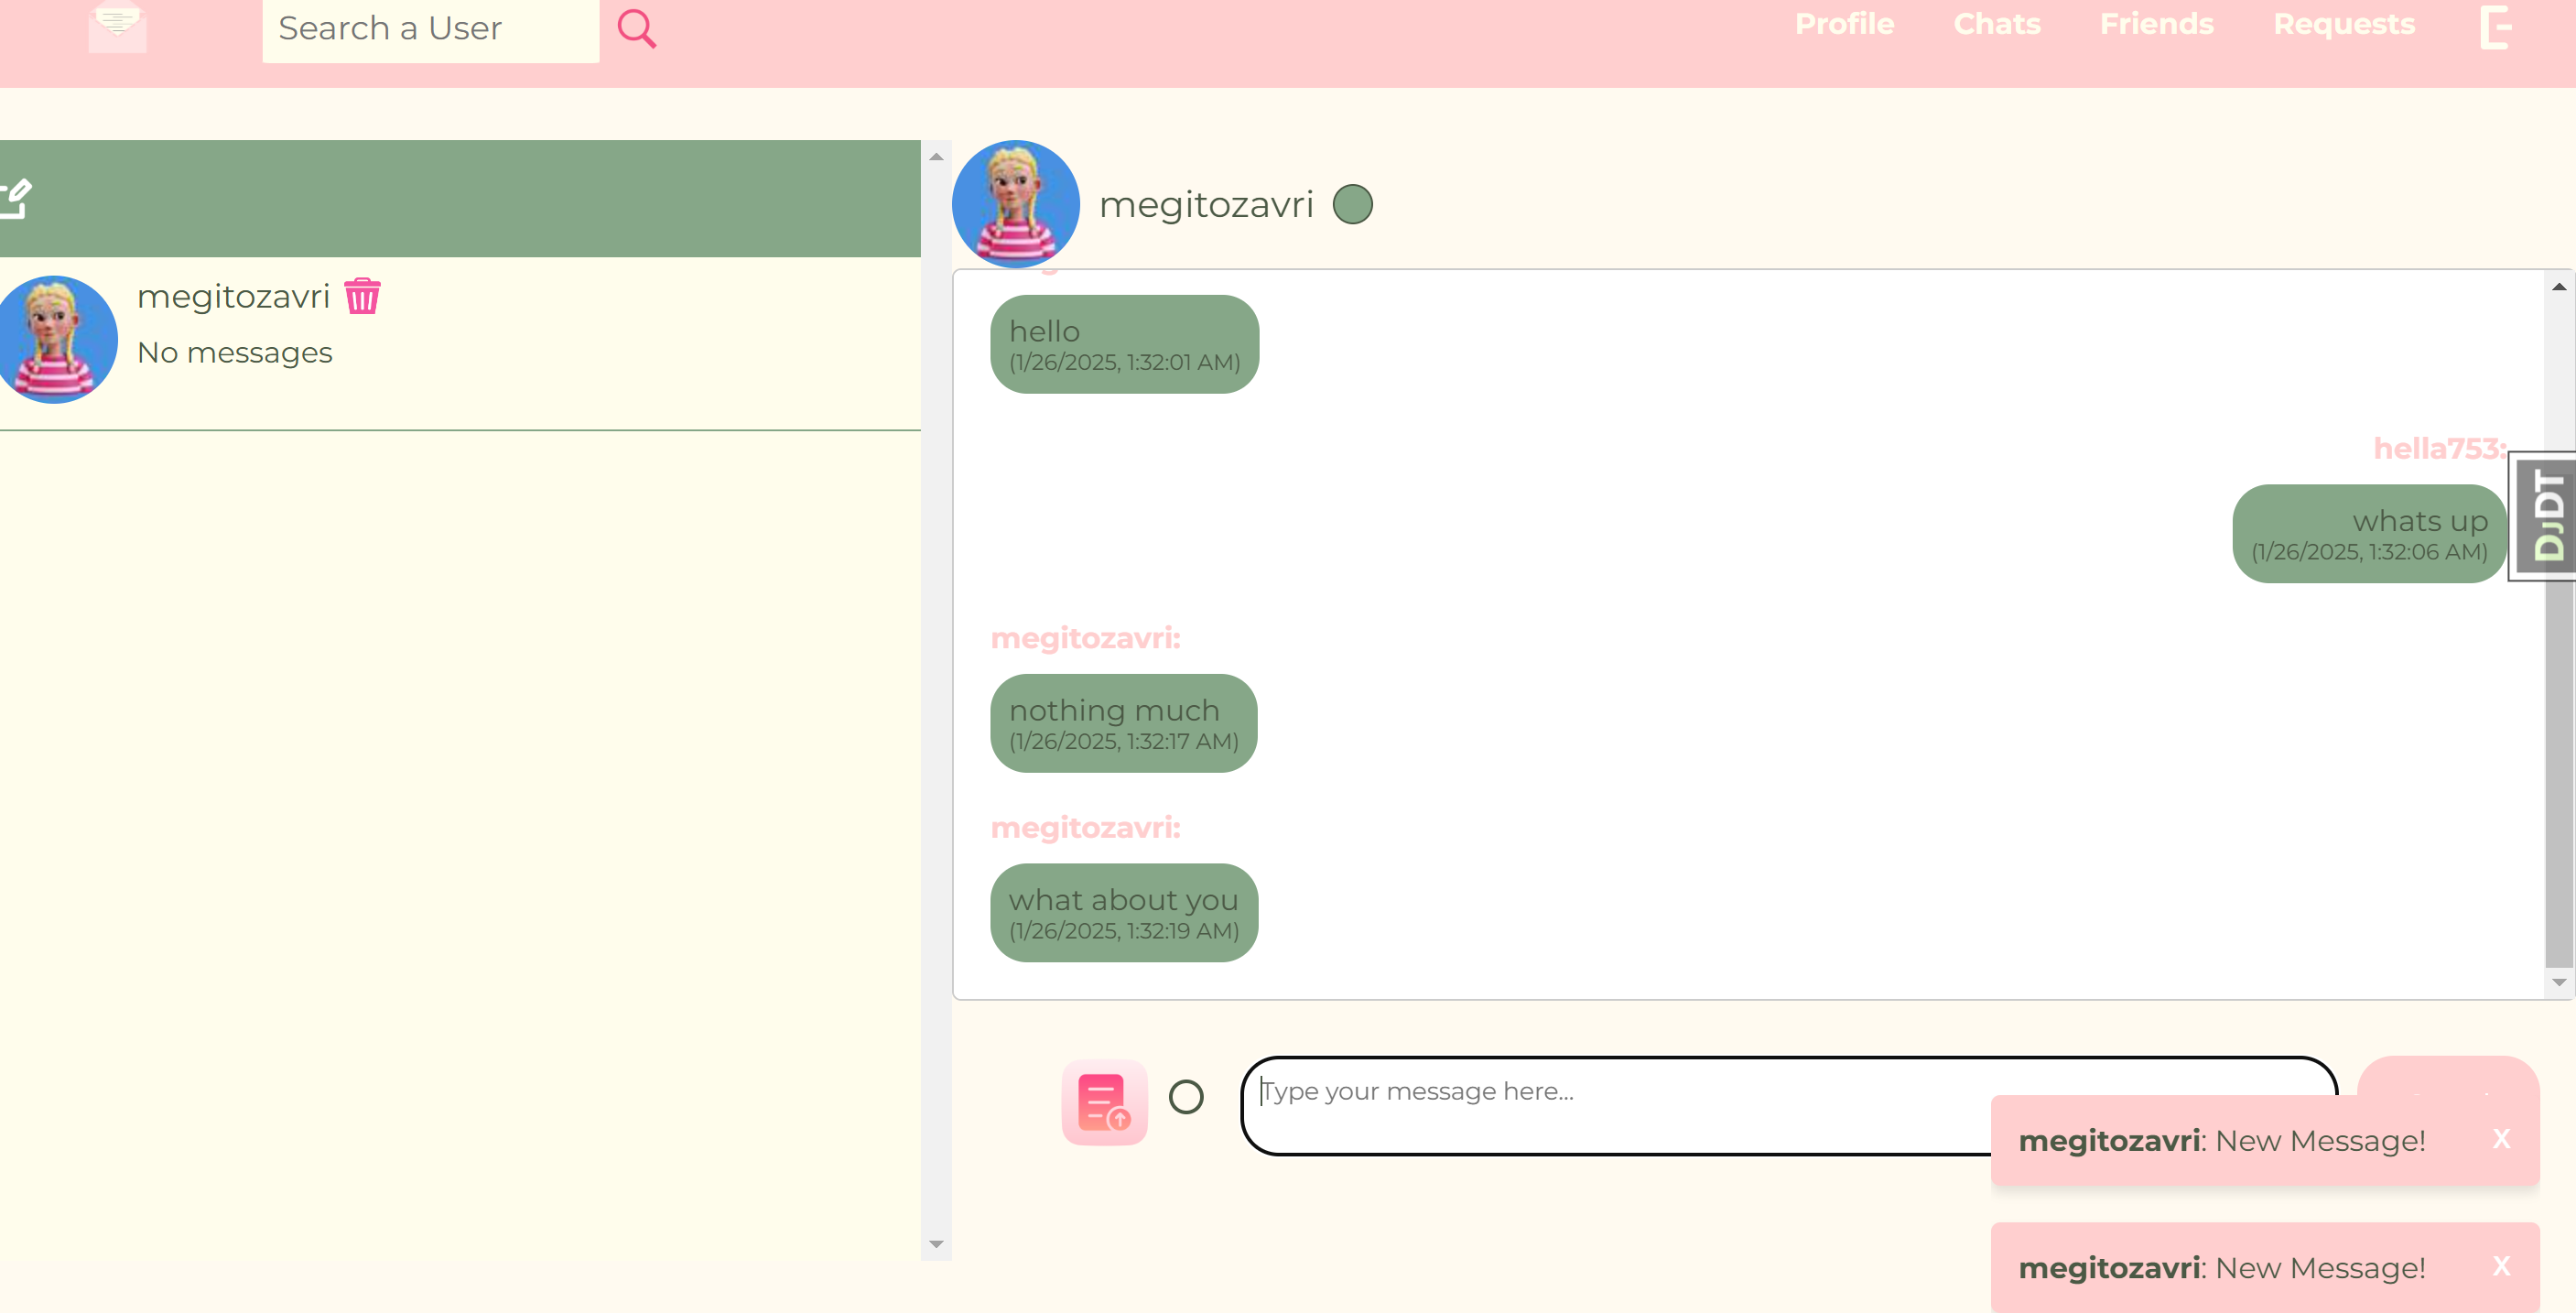 Search a User
Profile Chats Friends Requests
megitozavri
No messages
megitozavri
hello
(1/26/2025, 1:32:01 AM)
hella753:
whats up
(1/26/2025, 1:32:06 AM)
DJDT
megitozavri:
nothing much
(1/26/2025, 1:32:17 AM)
megitozavri:
what about you
(1/26/2025, 1:32:19 AM)
Type your message here...
megitozavri: New Message! X
megitozavri: New Message! X